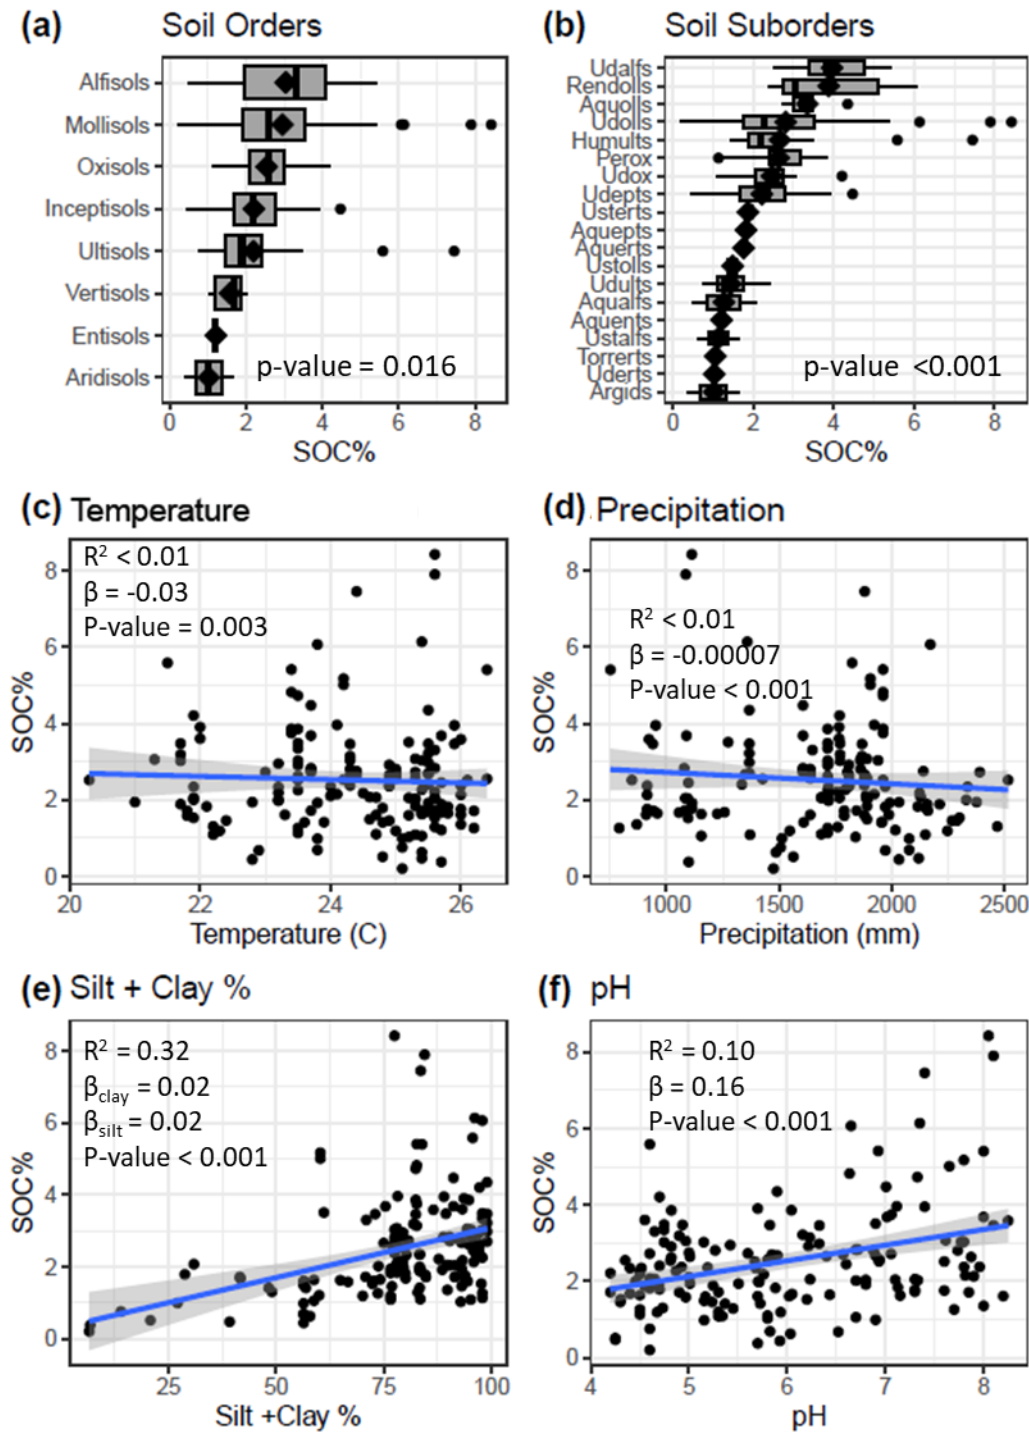 (a) Soil Orders
Alfisols
Mollisols
Oxisols
Inceptisols
Ultisols
Vertisols
Entisols
Aridisols
p-value = 0.016
0 2 4 6 8
SOC%
(b) Soil Suborders
Udalfs
Rendolls
Aquolls
Udolls
Humults
Perox
Udox
Udepts
Usterts
Aquepts
Aquerts
Ustolls
Udults
Aqualfs
Aquents
Ustalfs
Torrerts
Uderts
Argids
p-value <0.001
0 2 4 6 8
SOC%
(c) Temperature
R² < 0.01
β = -0.03
P-value = 0.003
SOC%
8
6
4
2
0
20 22 24 26
Temperature (C)
(d) Precipitation
R² < 0.01
β = -0.00007
P-value < 0.001
SOC%
8
6
4
2
0
1000 1500 2000 2500
Precipitation (mm)
(e) Silt + Clay %
R² = 0.32
βclay = 0.02
βsilt = 0.02
P-value < 0.001
SOC%
8
6
4
2
0
25 50 75 100
Silt +Clay %
(f) pH
R² = 0.10
β = 0.16
P-value < 0.001
SOC%
8
6
4
2
0
4 5 6 7 8
pH